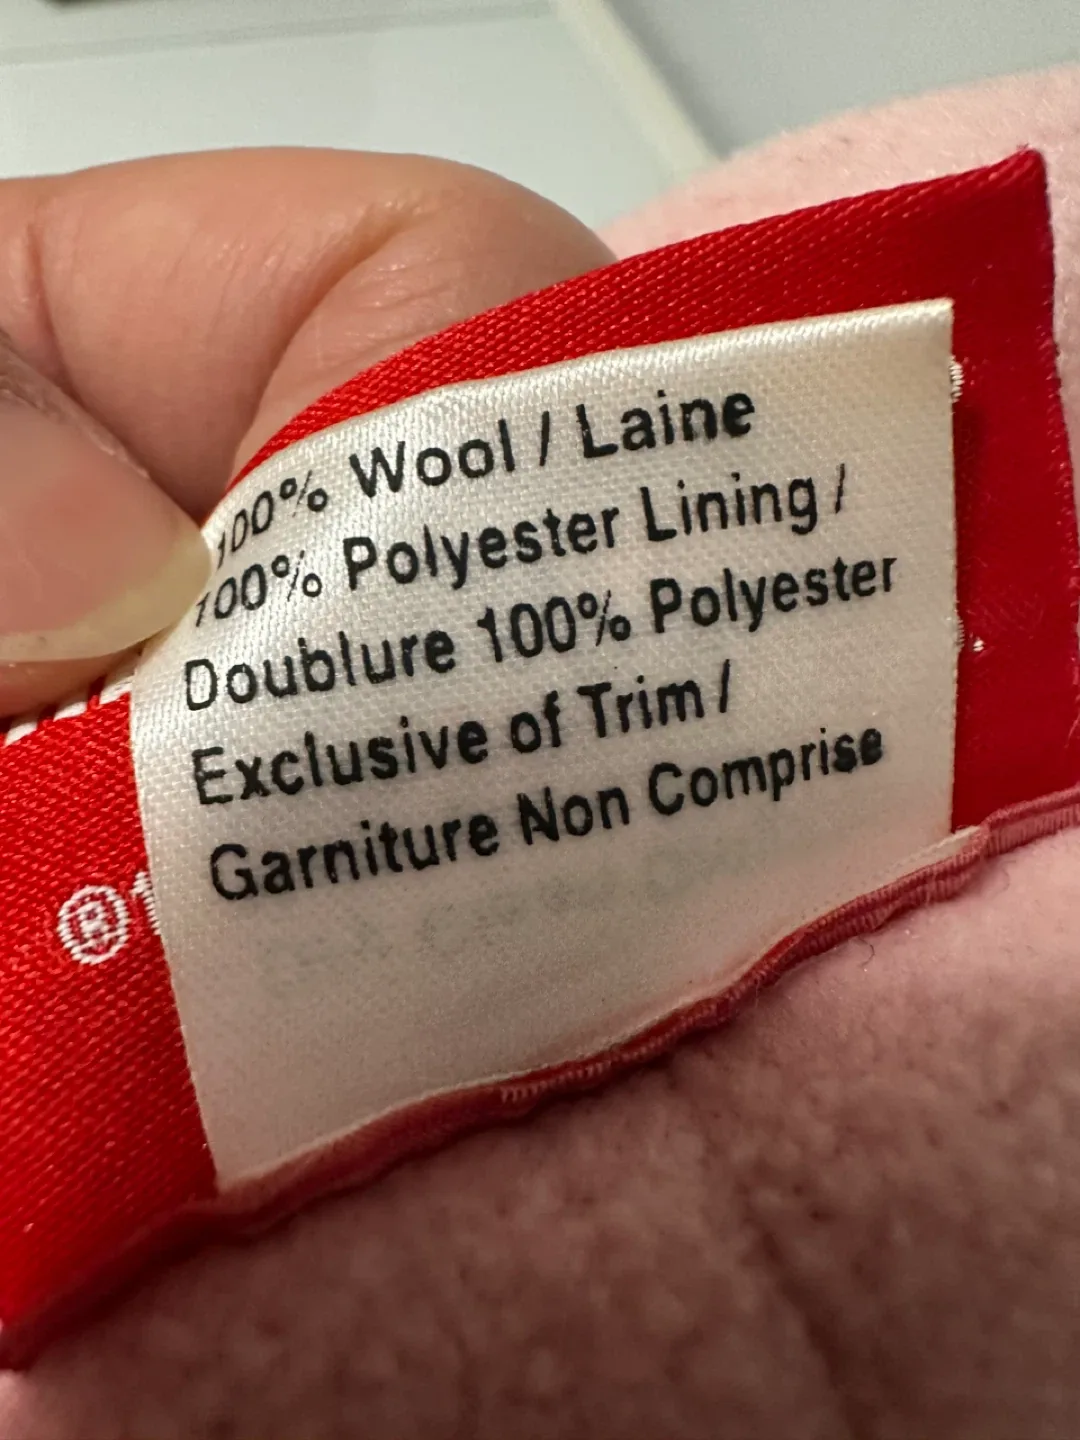 100% Wool / Laine
100% Polyester Lining /
Doublure 100% Polyester
Exclusive of Trim /
Garniture Non Comprise
®